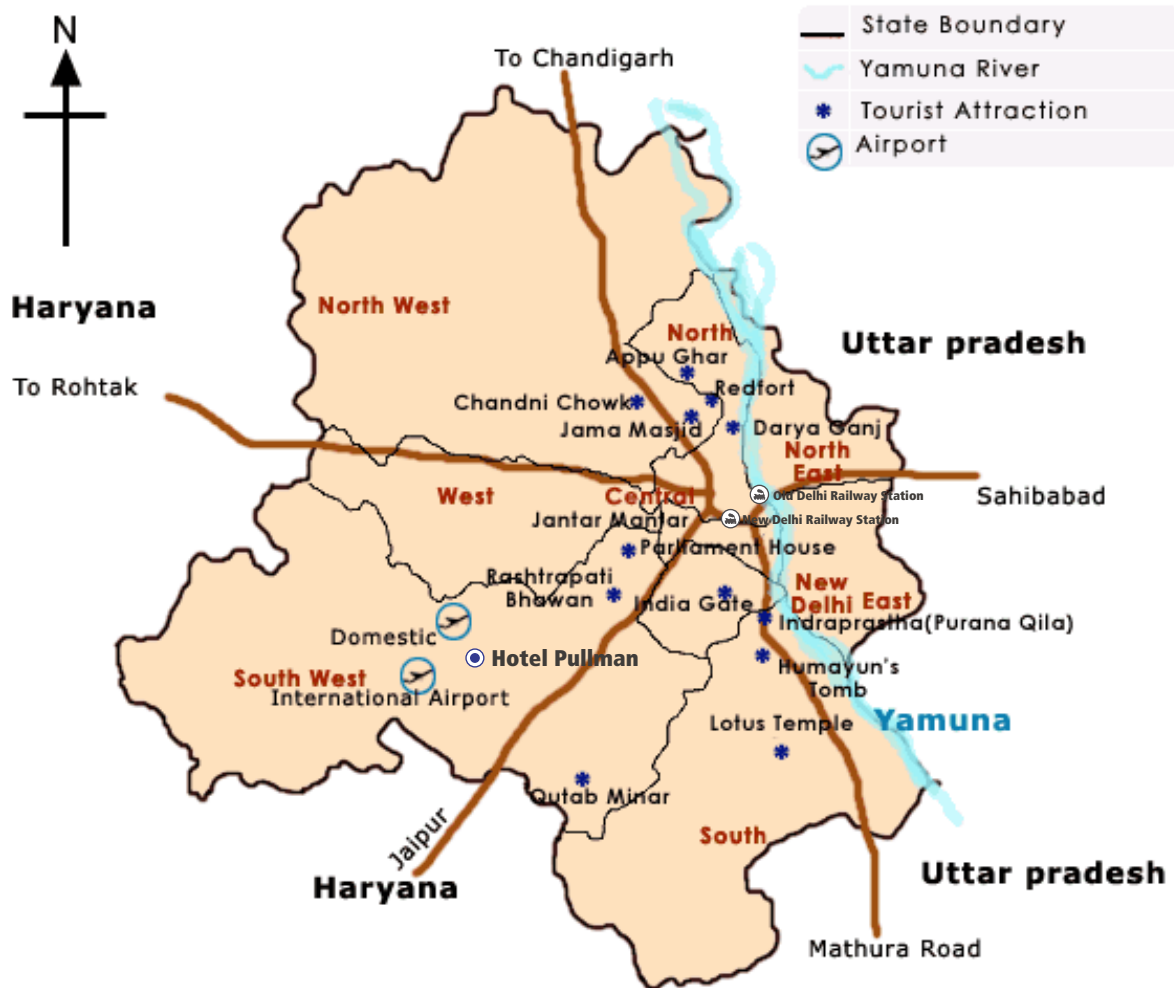 N
To Chandigarh
State Boundary
Yamuna River
Tourist Attraction
Airport
Haryana
North West
North
Uttar pradesh
Appu Ghar
To Rohtak
Redfort
Chandni Chowk
Jama Masjid
Darya Ganj
North
East
West
Central
Old Delhi Railway Station
Sahibabad
Jantar Mantar
New Delhi Railway Station
Parliament House
Rashtrapati
Bhawan
India Gate
New
Delhi
East
Indraprastha(Purana Qila)
Domestic
Hotel Pullman
South West
International Airport
Humayun's
Tomb
Lotus Temple
Yamuna
Qutab Minar
South
Jaipur
Haryana
Uttar pradesh
Mathura Road